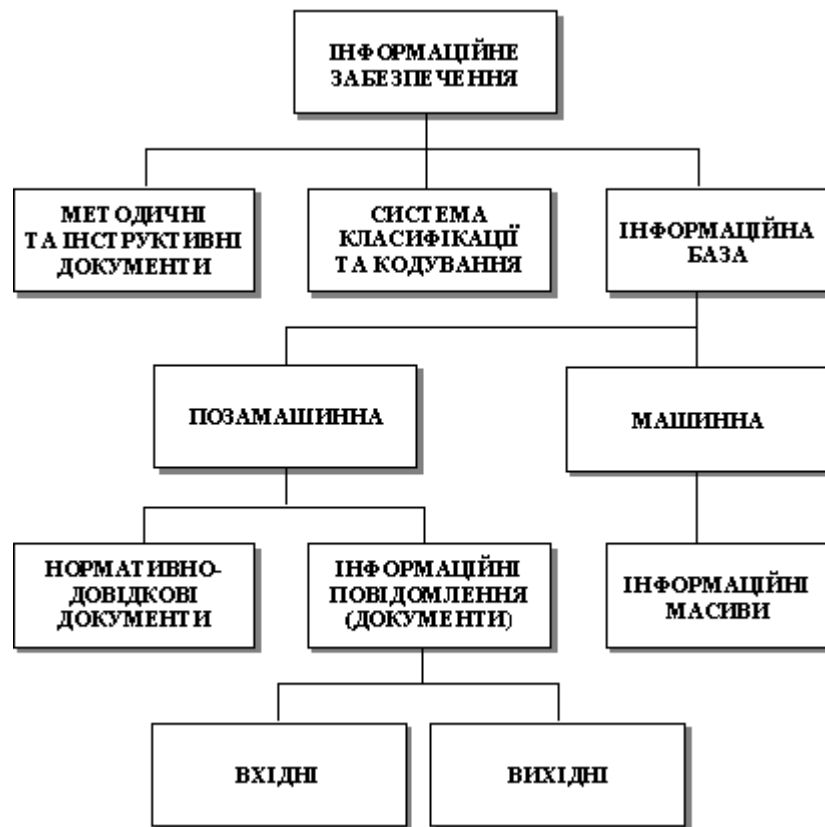 ІНФОРМАЦІЙНЕ
ЗАБЕЗПЕЧЕННЯ
МЕТОДИЧНІ
ТА ІНСТРУКТИВНІ
ДОКУМЕНТИ
СИСТЕМА
КЛАСИФІКАЦІЇ
ТА КОДУВАННЯ
ІНФОРМАЦІЙНА
БАЗА
ПОЗАМАШИННА
МАШИННА
НОРМАТИВНО-
ДОВІДКОВІ
ДОКУМЕНТИ
ІНФОРМАЦІЙНІ
ПОВІДОМЛЕННЯ
(ДОКУМЕНТИ)
ІНФОРМАЦІЙНІ
МАСИВИ
ВХІДНІ
ВИХІДНІ